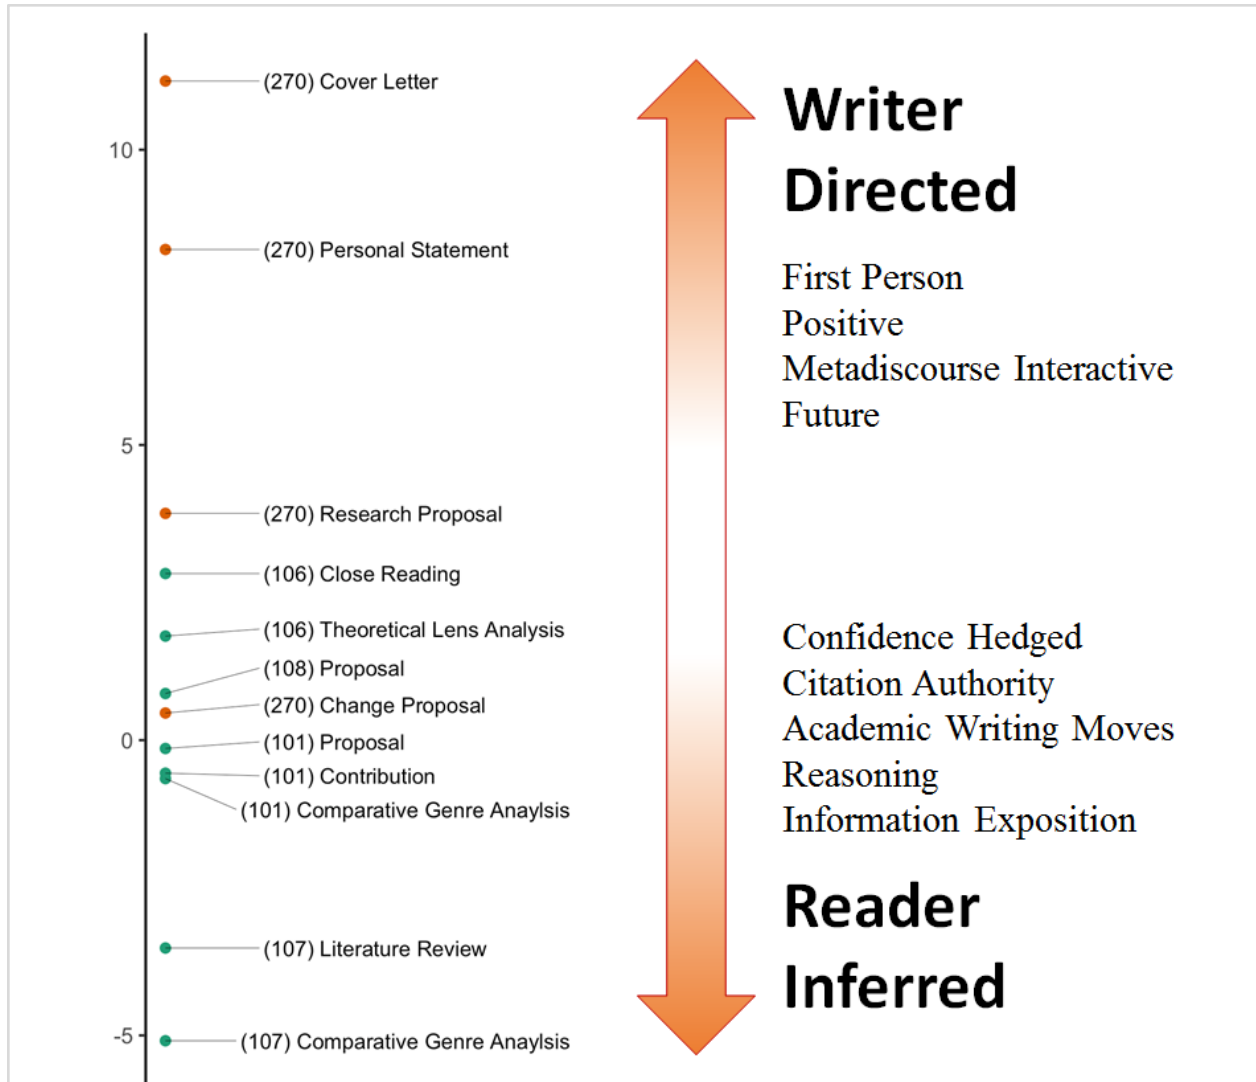 (270) Cover Letter
10
(270) Personal Statement
5
(270) Research Proposal
(106) Close Reading
(106) Theoretical Lens Analysis
(108) Proposal
(270) Change Proposal
0
(101) Proposal
(101) Contribution
(101) Comparative Genre Anaylsis
(107) Literature Review
-5
(107) Comparative Genre Anaylsis
Writer
Directed
First Person
Positive
Metadiscourse Interactive
Future
Confidence Hedged
Citation Authority
Academic Writing Moves
Reasoning
Information Exposition
Reader
Inferred